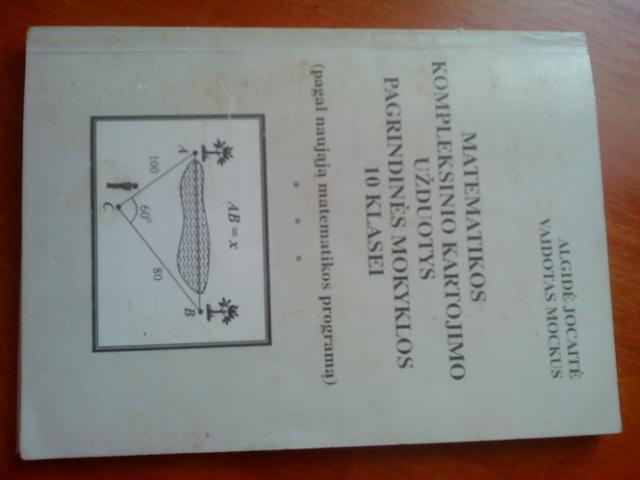 ALGIDĖ JOCAITĖ
VAIDOTAS MOCKUS
MATEMATIKOS
KOMPLEKSINIO KARTOJIMO
UŽDUOTYS
PAGRINDINĖS MOKYKLOS
10 KLASEI
(pagal naująją matematikos programą)
* * *
AB = x
A
B
100
60°
80
C